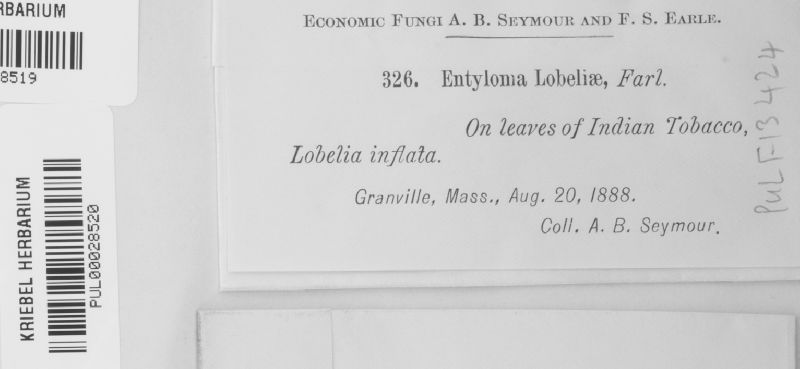 RBARIUM
8519
KRIEBEL HERBARIUM
PUL00028520
Economic Fungi A. B. Seymour and F. S. Earle.
326. Entyloma Lobeliæ, Farl.
On leaves of Indian Tobacco,
Lobelia inflata.
Granville, Mass., Aug. 20, 1888.
Coll. A. B. Seymour.
PuL F13424